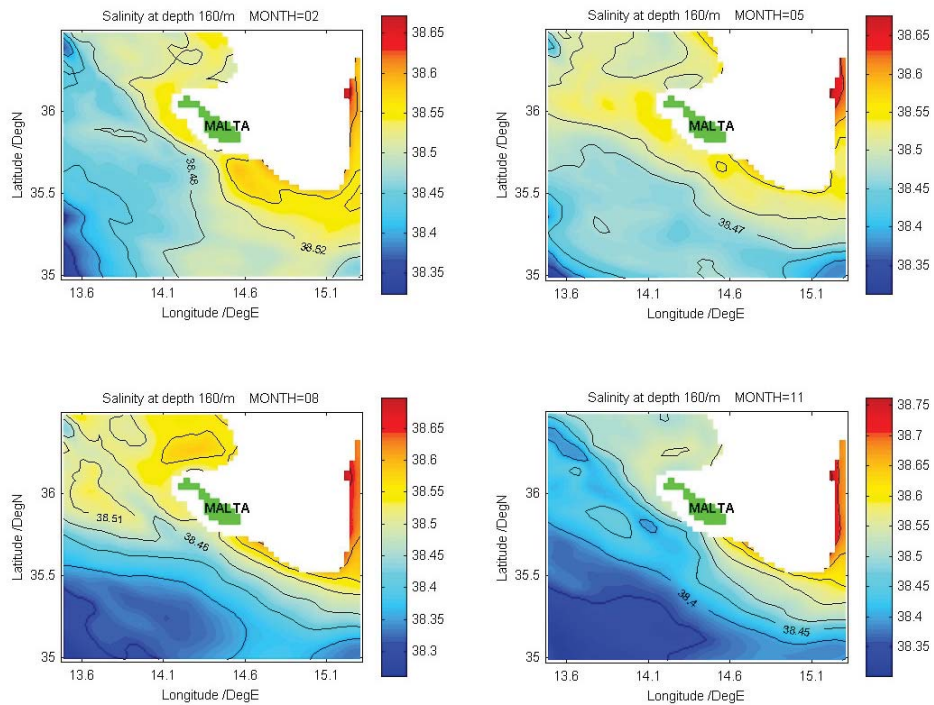 Salinity at depth 160/m MONTH=02
Latitude /DegN
36
35.5
35
13.6 14.1 14.6 15.1
Longitude /DegE
MALTA
38.48
38.52
38.65
38.6
38.55
38.5
38.45
38.4
38.35
Salinity at depth 160/m MONTH=05
Latitude /DegN
36
35.5
35
13.6 14.1 14.6 15.1
Longitude /DegE
MALTA
38.47
38.65
38.6
38.55
38.5
38.45
38.4
38.35
Salinity at depth 160/m MONTH=08
Latitude /DegN
36
35.5
35
13.6 14.1 14.6 15.1
Longitude /DegE
MALTA
38.51
38.46
38.65
38.6
38.55
38.5
38.45
38.4
38.35
38.3
Salinity at depth 160/m MONTH=11
Latitude /DegN
36
35.5
35
13.6 14.1 14.6 15.1
Longitude /DegE
MALTA
38.4
38.45
38.75
38.7
38.65
38.6
38.55
38.5
38.45
38.4
38.35